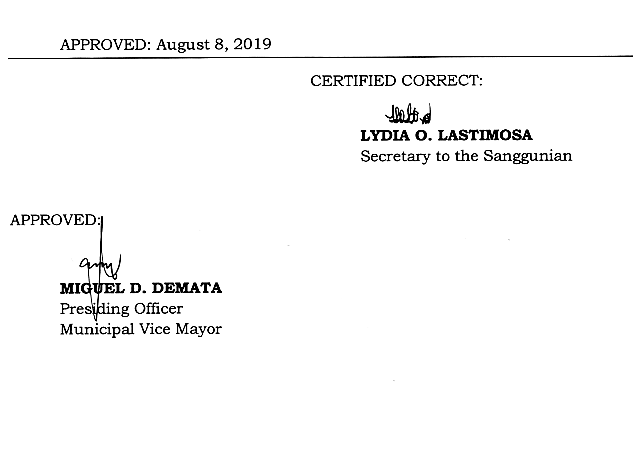 APPROVED: August 8, 2019
CERTIFIED CORRECT:
LYDIA O. LASTIMOSA
Secretary to the Sanggunian
APPROVED:
MIGUEL D. DEMATA
Presiding Officer
Municipal Vice Mayor